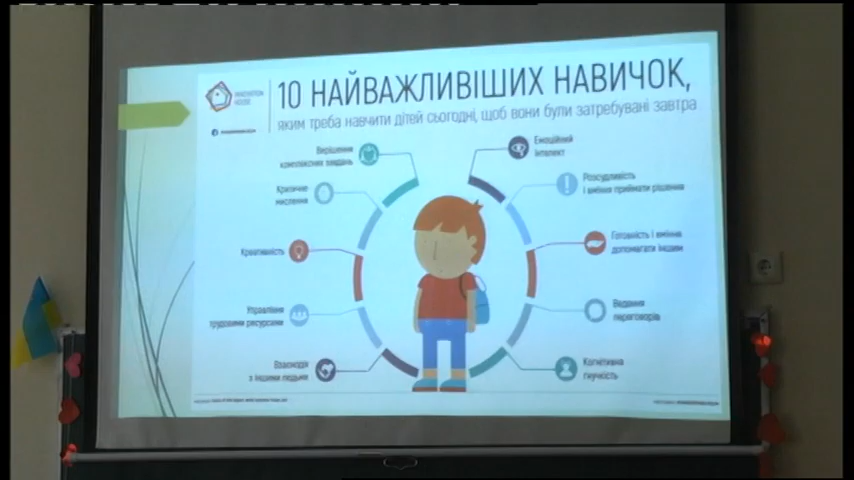 INNOVATION
HOUSE
10 НАЙВАЖЛИВІШИХ НАВИЧОК,
яким треба навчити дітей сьогодні, щоб вони були затребувані завтра
Вирішення
комплексних завдань
Критичне
мислення
Креативність
Управління
трудовими ресурсами
Взаємодія
з іншими людьми
Емоційний
інтелект
Розсудливість
і вміння приймати рішення
Готовність і вміння
допомагати іншим
Ведення
переговорів
Когнітивна
гнучкість